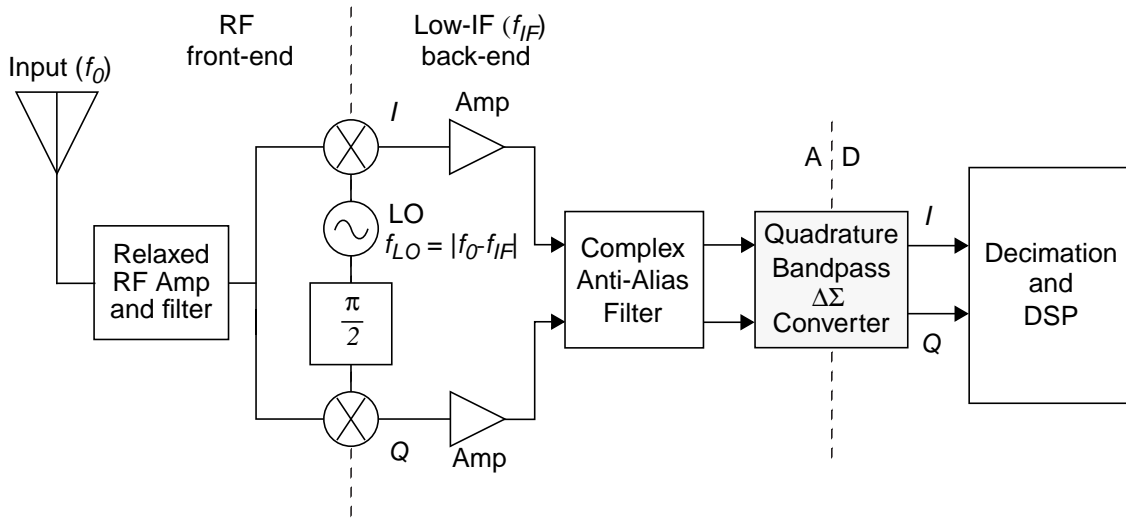 RF
front-end
Low-IF (f_IF)
back-end
Input (f_0)
I
Amp
A
D
LO
f_LO = |f_0-f_IF|
Relaxed
RF Amp
and filter
π
2
Complex
Anti-Alias
Filter
Quadrature
Bandpass
ΔΣ
Converter
I
Decimation
and
DSP
Q
Q
Amp